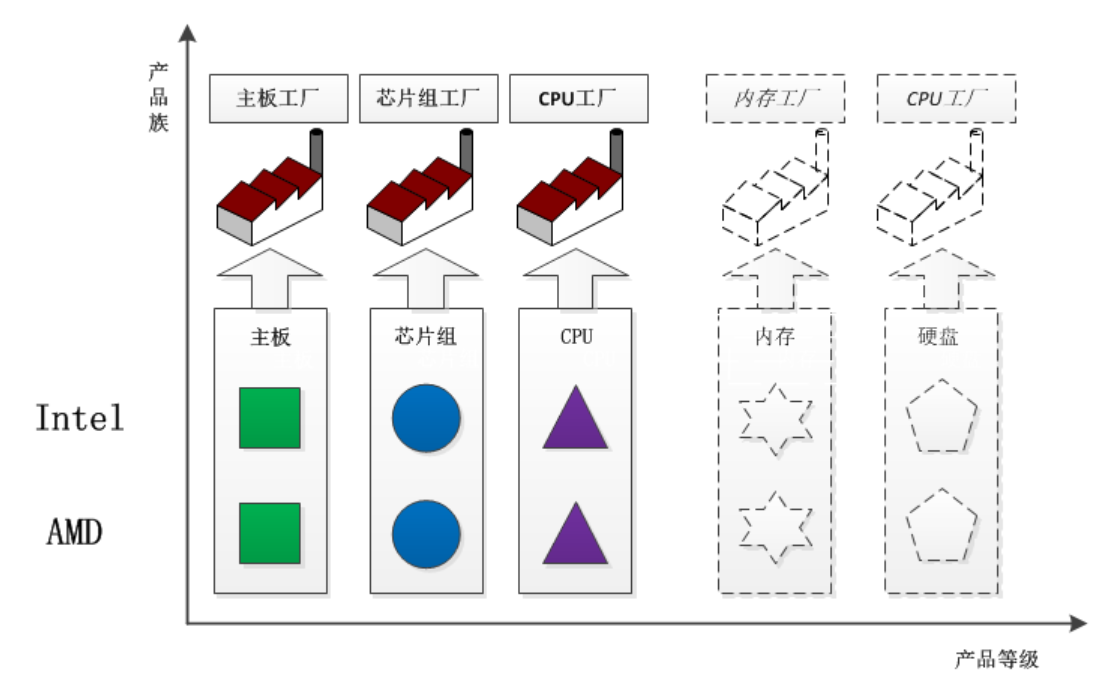 产品族
主板工厂
芯片组工厂
CPU工厂
内存工厂
CPU工厂
主板
芯片组
CPU
内存
硬盘
Intel
AMD
产品等级